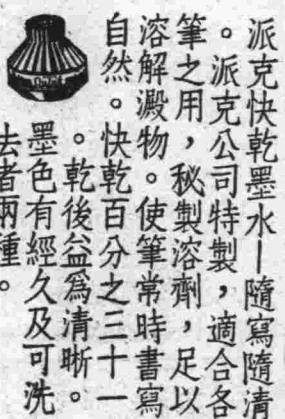 派克快乾墨水—隨寫隨清
。派克公司特製，適合各
筆之用，秘製溶劑，足以
溶解澱物。使筆常時書寫
自然。快乾百分之三十一
。乾後益爲清晰。
墨色有經久及可洗
去者兩種。